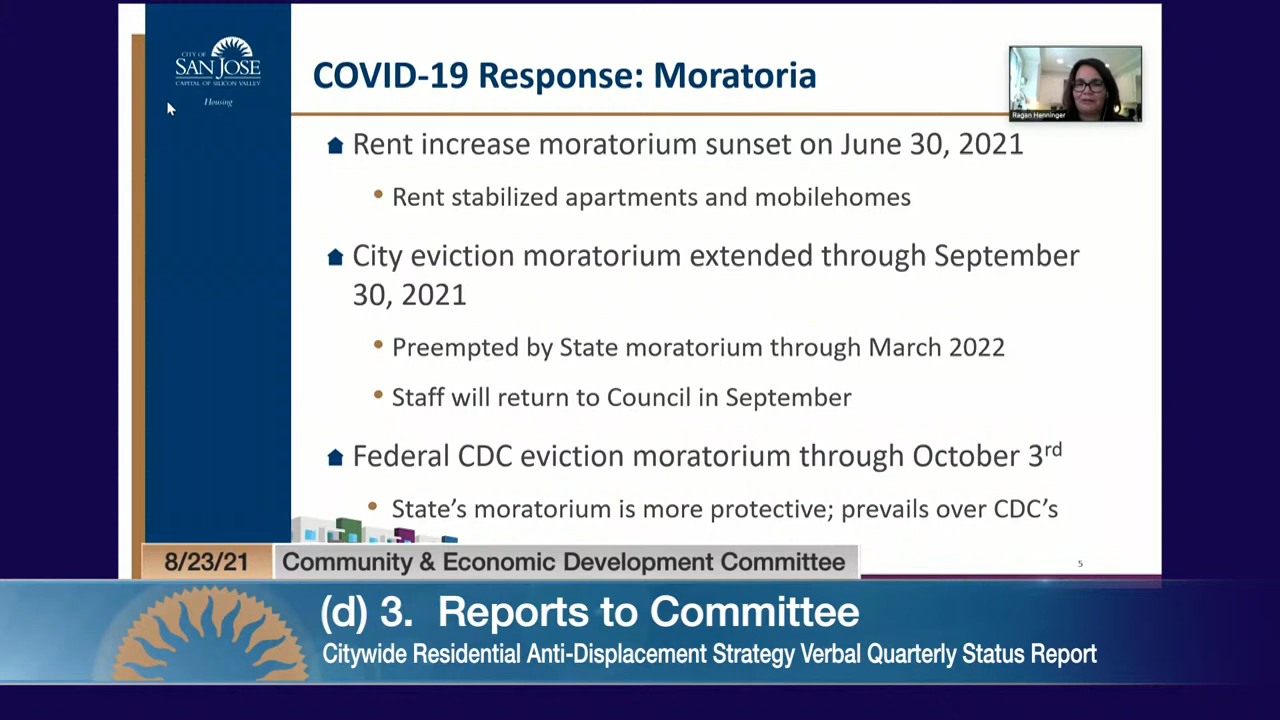 CITY OF
SAN JOSE
CAPITAL OF SILICON VALLEY
Housing
COVID-19 Response: Moratoria
Ragan Henninger
Rent increase moratorium sunset on June 30, 2021
Rent stabilized apartments and mobilehomes
City eviction moratorium extended through September
30, 2021
Preempted by State moratorium through March 2022
Staff will return to Council in September
Federal CDC eviction moratorium through October 3rd
State’s moratorium is more protective; prevails over CDC’s
5
8/23/21 Community & Economic Development Committee
(d) 3. Reports to Committee
Citywide Residential Anti-Displacement Strategy Verbal Quarterly Status Report